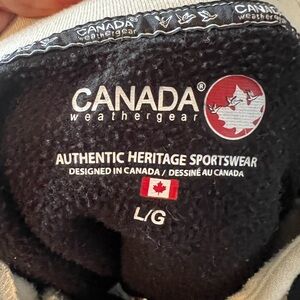 CANADA
weathergear
CANADA
weathergear
CANADA®
weathergear
AUTHENTIC HERITAGE SPORTSWEAR
DESIGNED IN CANADA / DESSINÉ AU CANADA
L/G